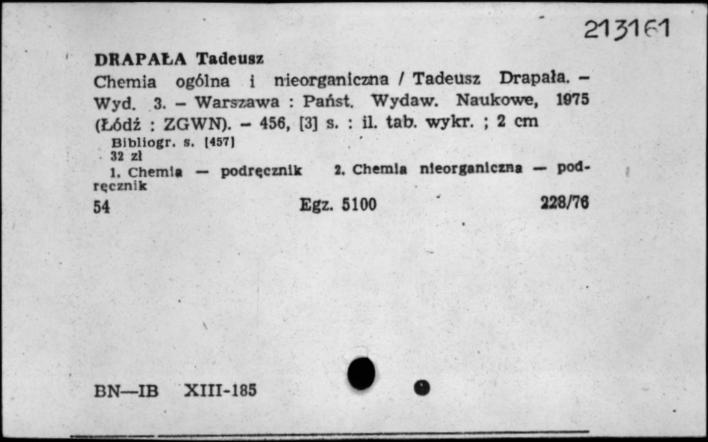 213161
DRAPAŁA Tadeusz
Chemia ogólna i nieorganiczna / Tadeusz Drapała. –
Wyd. 3. – Warszawa : Państ. Wydaw. Naukowe, 1975
(Łódź : ZGWN). – 456, [3] s. : il. tab. wykr. ; 2 cm
Bibliogr. s. [457]
32 zł
1. Chemia — podręcznik 2. Chemia nieorganiczna — pod-
ręcznik
54 Egz. 5100 228/76
BN—IB XIII-185